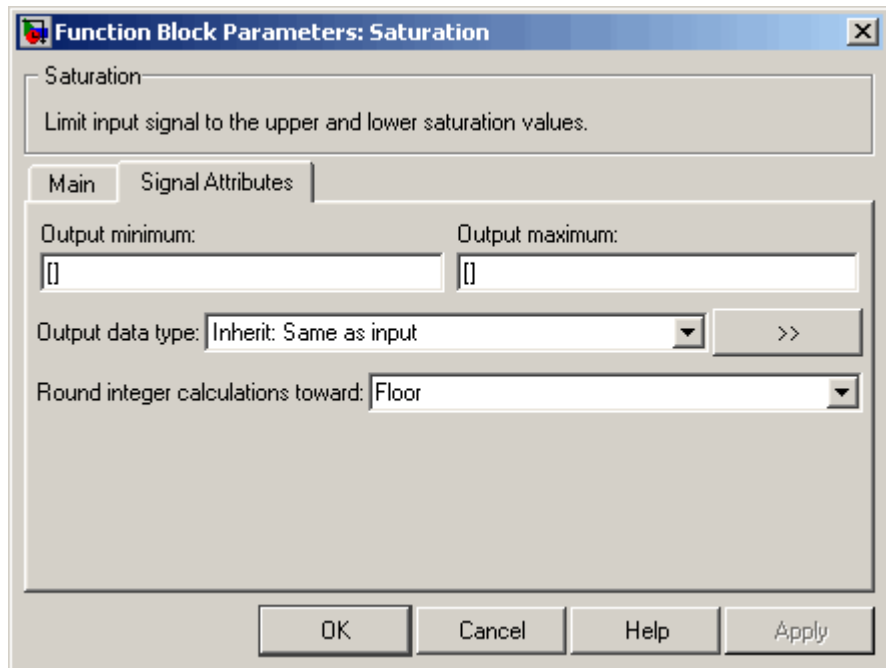 Function Block Parameters: Saturation
Saturation
Limit input signal to the upper and lower saturation values.
Main Signal Attributes
Output minimum: Output maximum:
[] []
Output data type: Inherit: Same as input >>
Round integer calculations toward: Floor
OK Cancel Help Apply